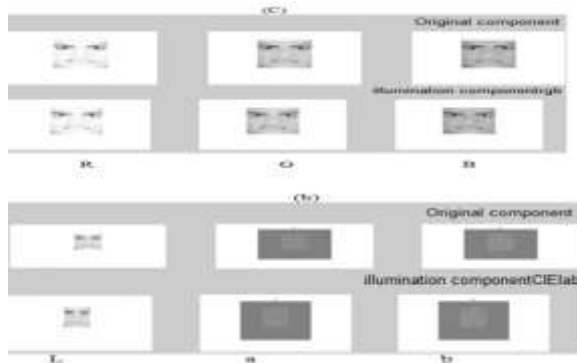 (C)
Original component
illumination componentrgb
R G B
(b)
Original component
illumination componentCIElab
L a b